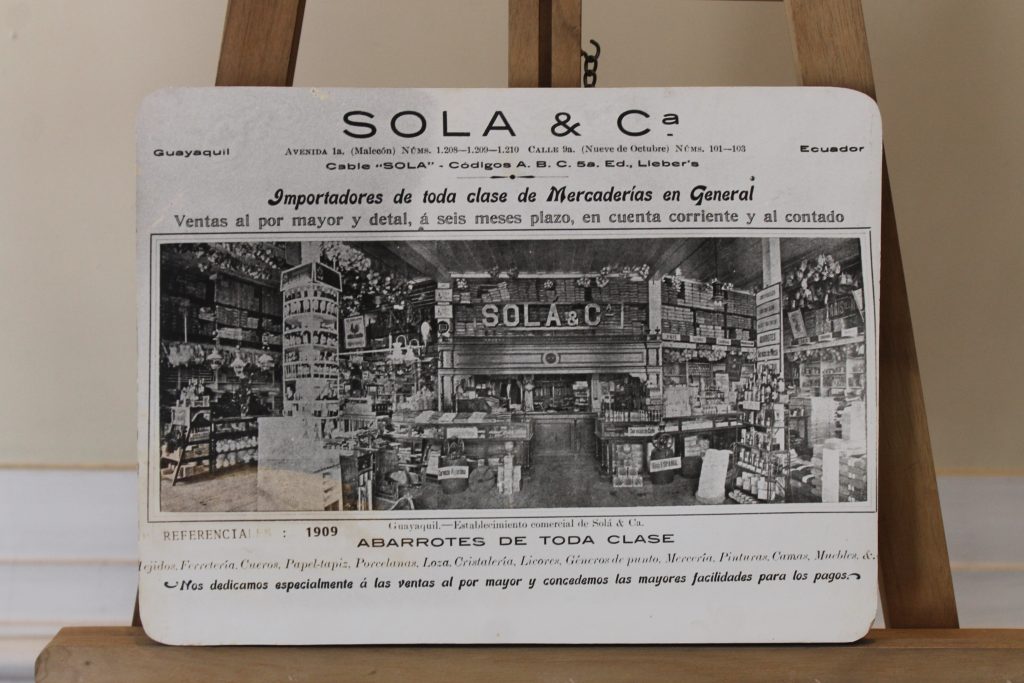 SOLA & Cª
Guayaquil
AVENIDA 1a. (Malecón) NÚMS. 1.208—1.209—1.210 CALLE 9a. (Nueve de Octubre) NÚMS. 101—103
Ecuador
Cable "SOLA" - Códigos A. B. C. 5a. Ed., Lieber's
Importadores de toda clase de Mercaderías en General
Ventas al por mayor y detal, á seis meses plazo, en cuenta corriente y al contado
SOLÁ & Cª
REFERENCIALES : 1909
Guayaquil.—Establecimiento comercial de Solá & Ca.
ABARROTES DE TODA CLASE
Tejidos, Ferretería, Cueros, Papel-tapiz, Porcelanas, Loza, Cristalería, Licores, Géneros de punto, Mercería, Pinturas, Camas, Muebles, &.
Nos dedicamos especialmente á las ventas al por mayor y concedemos las mayores facilidades para los pagos.